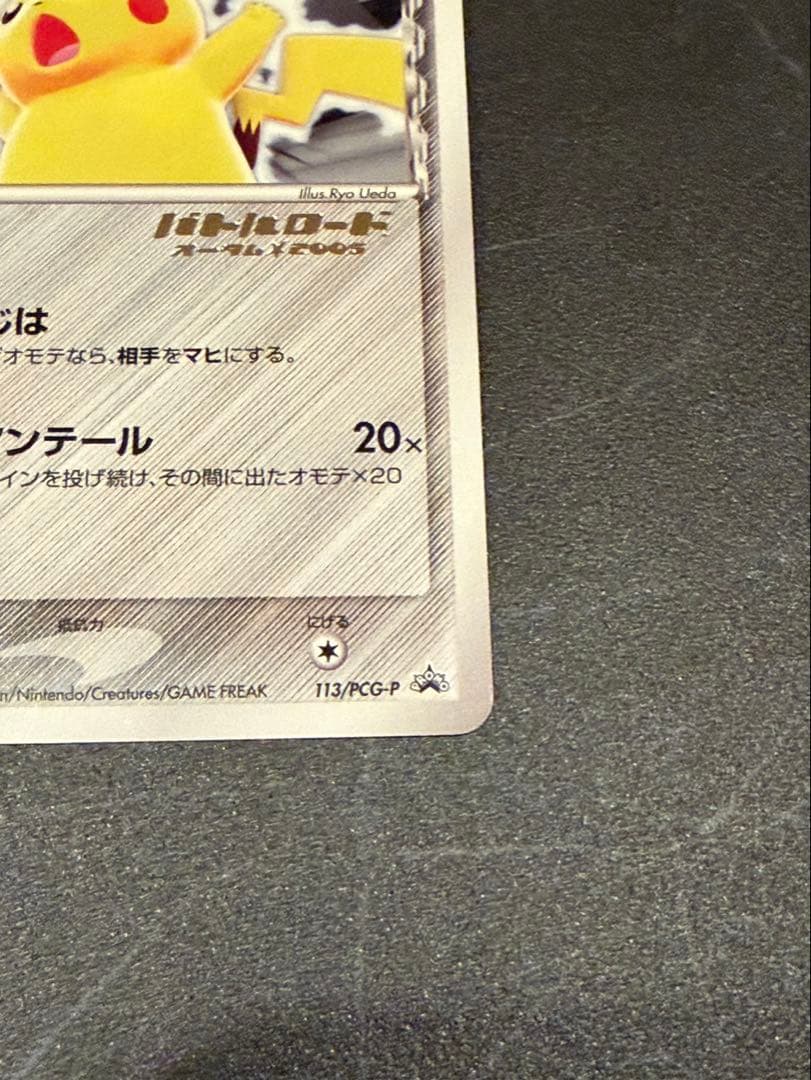 Illus.Ryo Ueda
バトルロード
オータム★2005
じは
オモテなら、相手をマヒにする。
ンテール 20×
インを投げ続け、その間に出たオモテ×20
抵抗力 にげる
n/Nintendo/Creatures/GAME FREAK 113/PCG-P